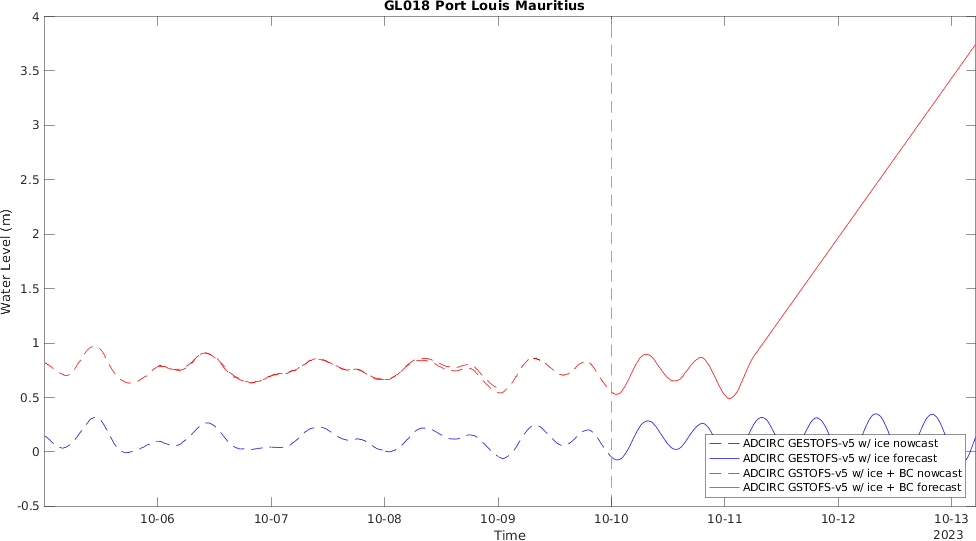 GL018 Port Louis Mauritius
4
3.5
3
2.5
2
1.5
1
0.5
0
-0.5
Water Level (m)
10-06 10-07 10-08 10-09 10-10 10-11 10-12 10-13
Time
2023
ADCIRC GESTOFS-v5 w/ ice nowcast
ADCIRC GESTOFS-v5 w/ ice forecast
ADCIRC GSTOFS-v5 w/ ice + BC nowcast
ADCIRC GSTOFS-v5 w/ ice + BC forecast